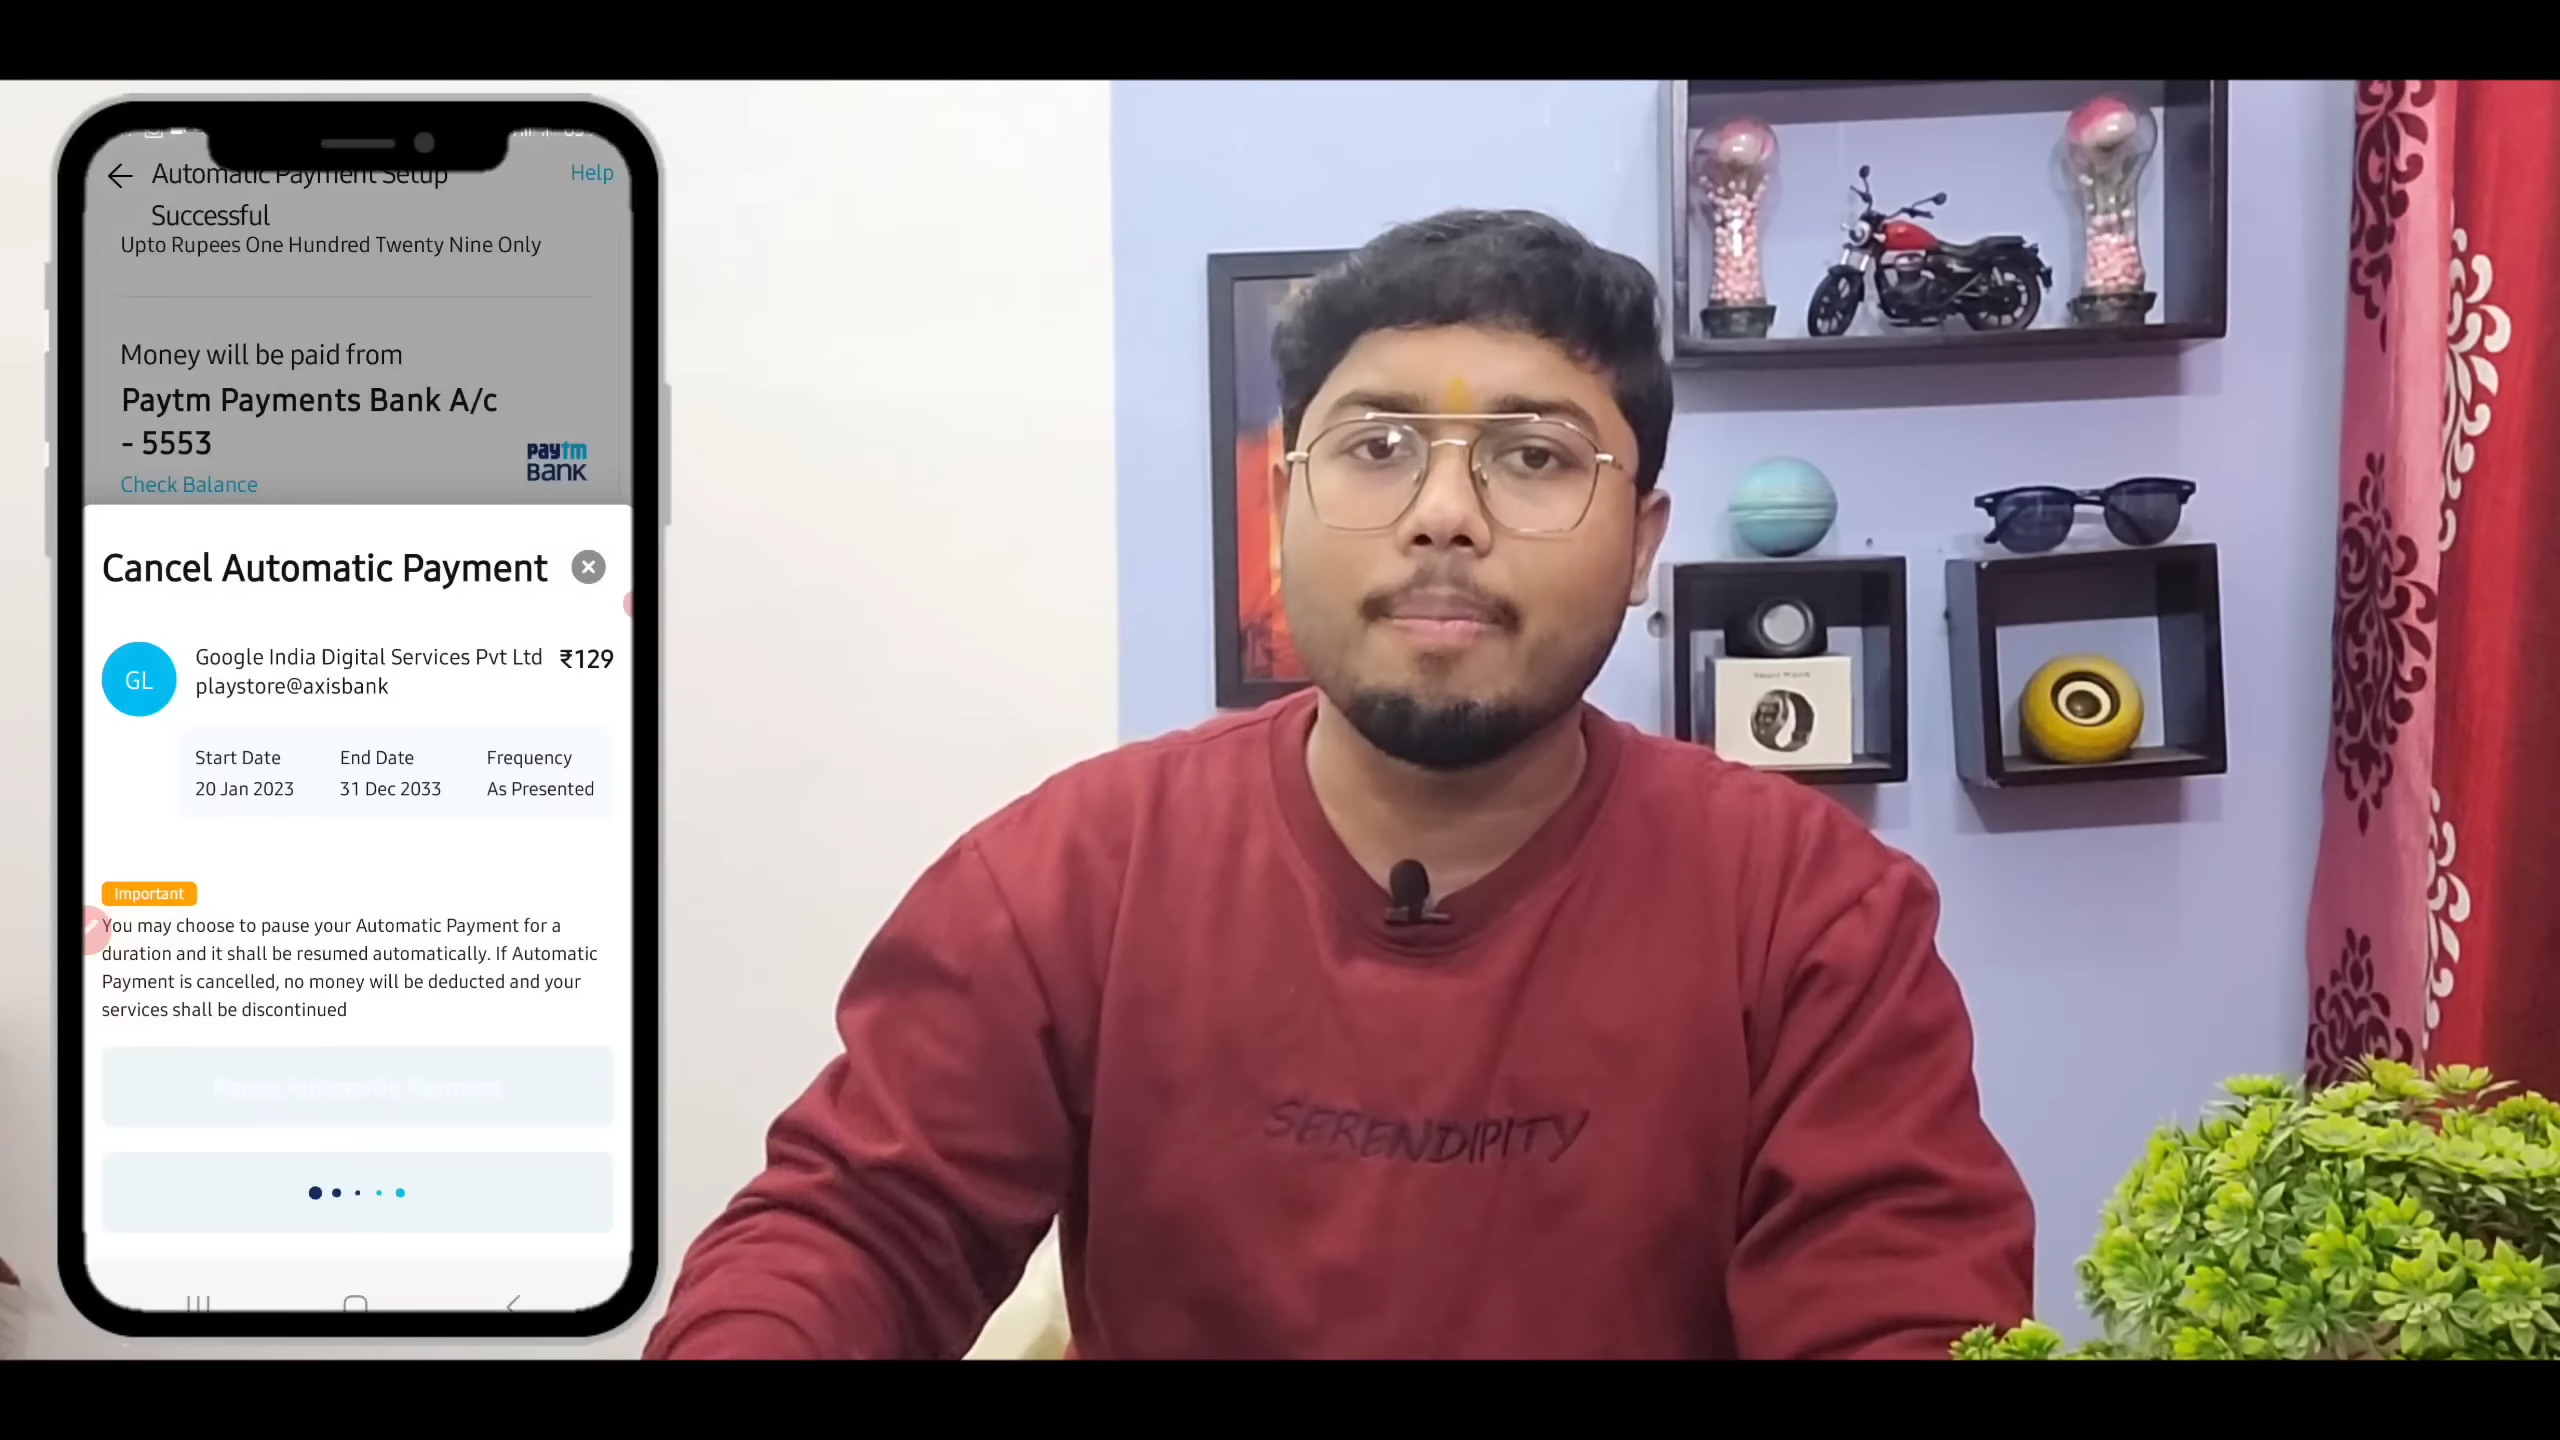 Automatic Payment Setup
Help
Successful
Upto Rupees One Hundred Twenty Nine Only
Money will be paid from
Paytm Payments Bank A/c
- 5553
paytm
BANK
Check Balance
Cancel Automatic Payment
GL
Google India Digital Services Pvt Ltd ₹129
playstore@axisbank
Start Date End Date Frequency
20 Jan 2023 31 Dec 2033 As Presented
Important
You may choose to pause your Automatic Payment for a
duration and it shall be resumed automatically. If Automatic
Payment is cancelled, no money will be deducted and your
services shall be discontinued
Pause Automatic Payment
SERENDIPITY